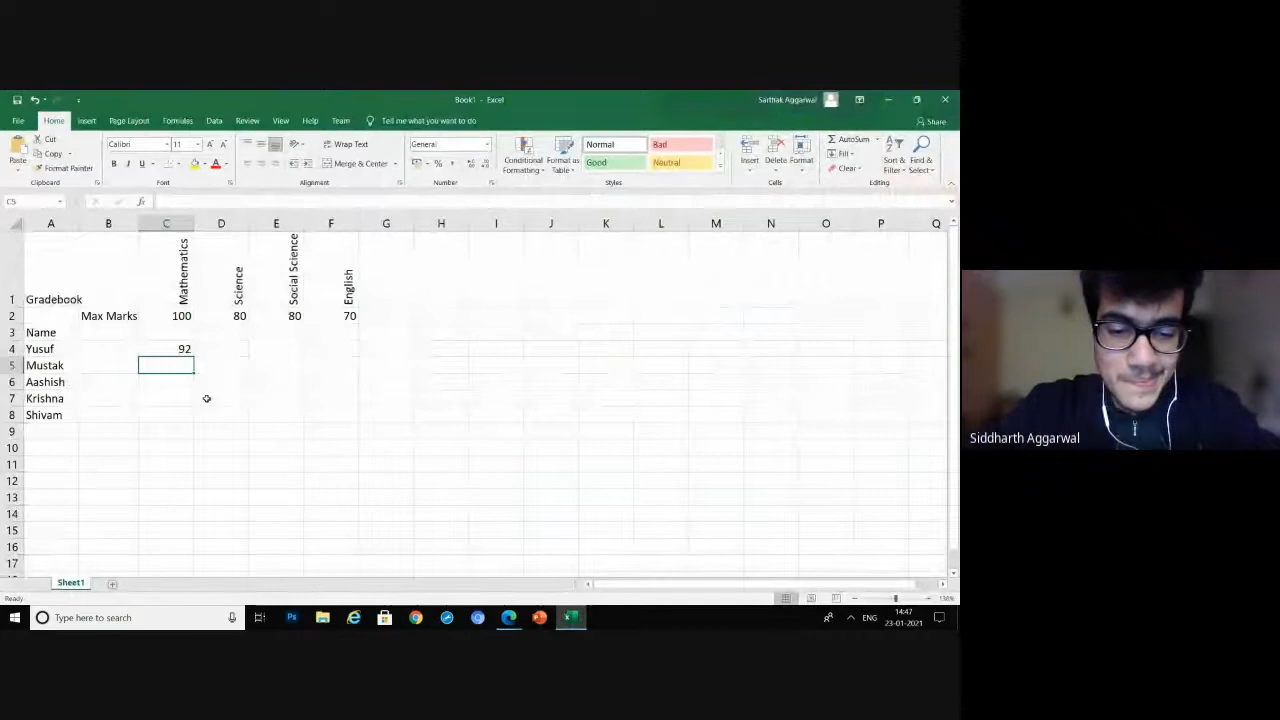 Book1 - Excel
Sarthak Aggarwal
File Home Insert Page Layout Formulas Data Review View Help Team Tell me what you want to do
Share
Paste
Cut
Copy
Format Painter
Clipboard
Calibri 11
B I U
Font
Wrap Text
Merge & Center
Alignment
General
%
Number
Conditional Formatting
Format as Table
Normal Bad
Good Neutral
Styles
Insert Delete Format
Cells
AutoSum
Fill
Clear
Sort & Filter
Find & Select
Editing
C5
fx
A B C D E F G H I J K L M N O P Q
1 Gradebook Mathematics Science Social Science English
2 Max Marks 100 80 80 70
3 Name
4 Yusuf 92
5 Mustak
6 Aashish
7 Krishna
8 Shivam
9
10
11
12
13
14
15
16
17
Sheet1
Ready
138%
Type here to search
Ps
ENG
14:47
23-01-2021
Siddharth Aggarwal